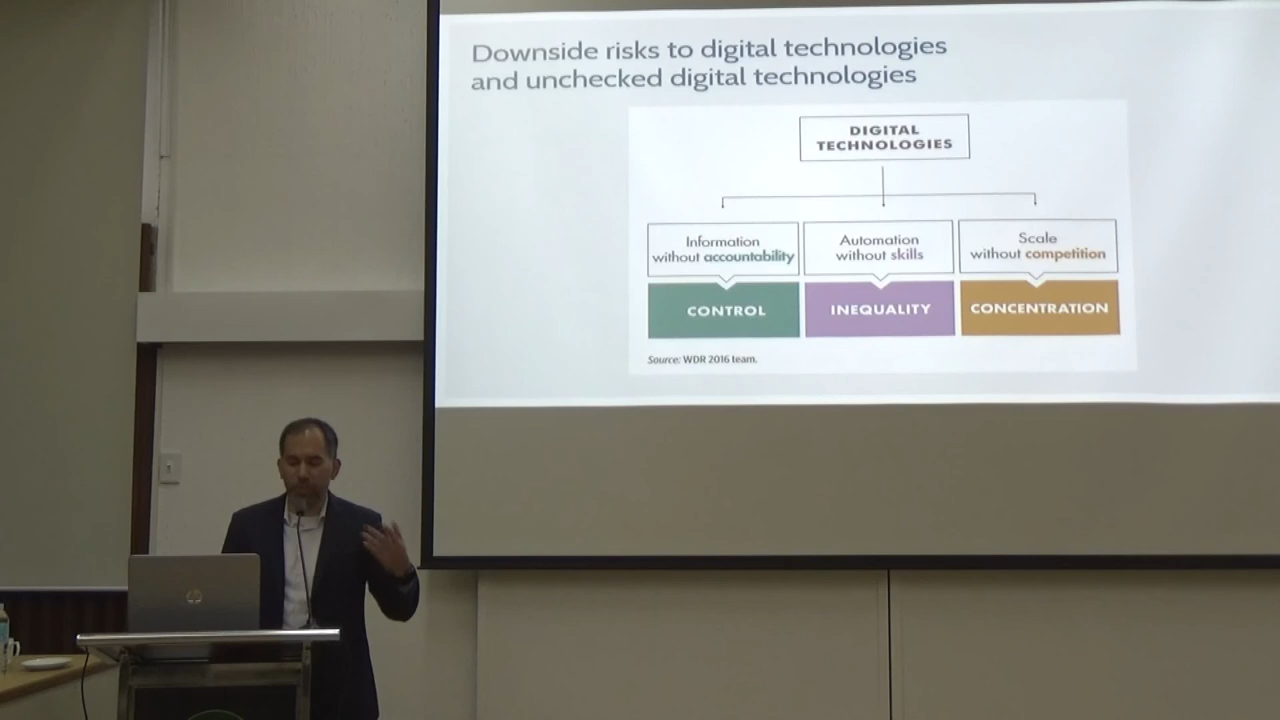 Downside risks to digital technologies
and unchecked digital technologies
DIGITAL
TECHNOLOGIES
Information
without accountability
Automation
without skills
Scale
without competition
CONTROL
INEQUALITY
CONCENTRATION
Source: WDR 2016 team.
hp